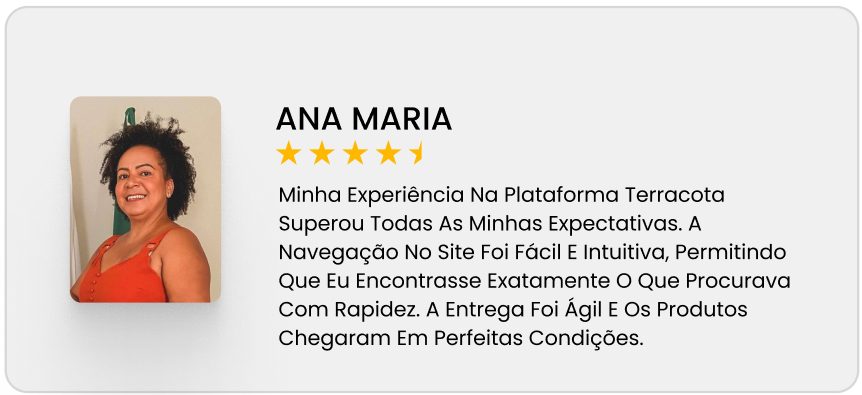 ANA MARIA
Minha Experiência Na Plataforma Terracota
Superou Todas As Minhas Expectativas. A
Navegação No Site Foi Fácil E Intuitiva, Permitindo
Que Eu Encontrasse Exatamente O Que Procurava
Com Rapidez. A Entrega Foi Ágil E Os Produtos
Chegaram Em Perfeitas Condições.